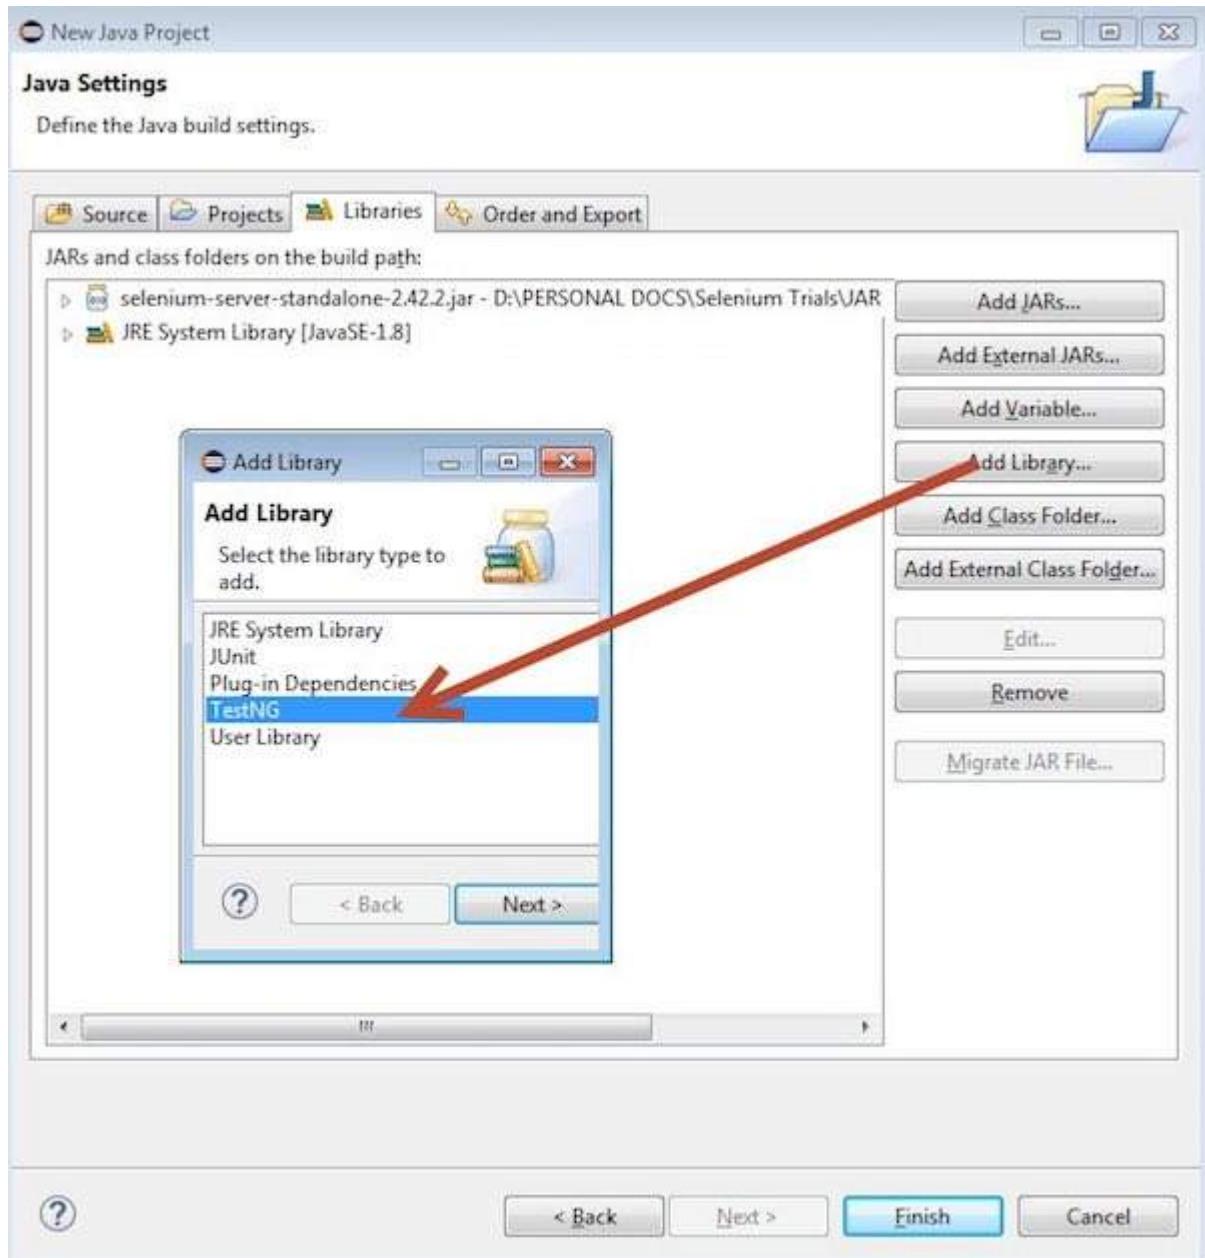 New Java Project
Java Settings
Define the Java build settings.
Source
Projects
Libraries
Order and Export
JARs and class folders on the build path:
selenium-server-standalone-2.42.2.jar - D:\PERSONAL DOCS\Selenium Trials\JAR
JRE System Library [JavaSE-1.8]
Add JARs...
Add External JARs...
Add Variable...
Add Library...
Add Class Folder...
Add External Class Folder...
Edit...
Remove
Migrate JAR File...
Add Library
Add Library
Select the library type to
add.
JRE System Library
JUnit
Plug-in Dependencies
TestNG
User Library
?
< Back
Next >
?
< Back
Next >
Finish
Cancel